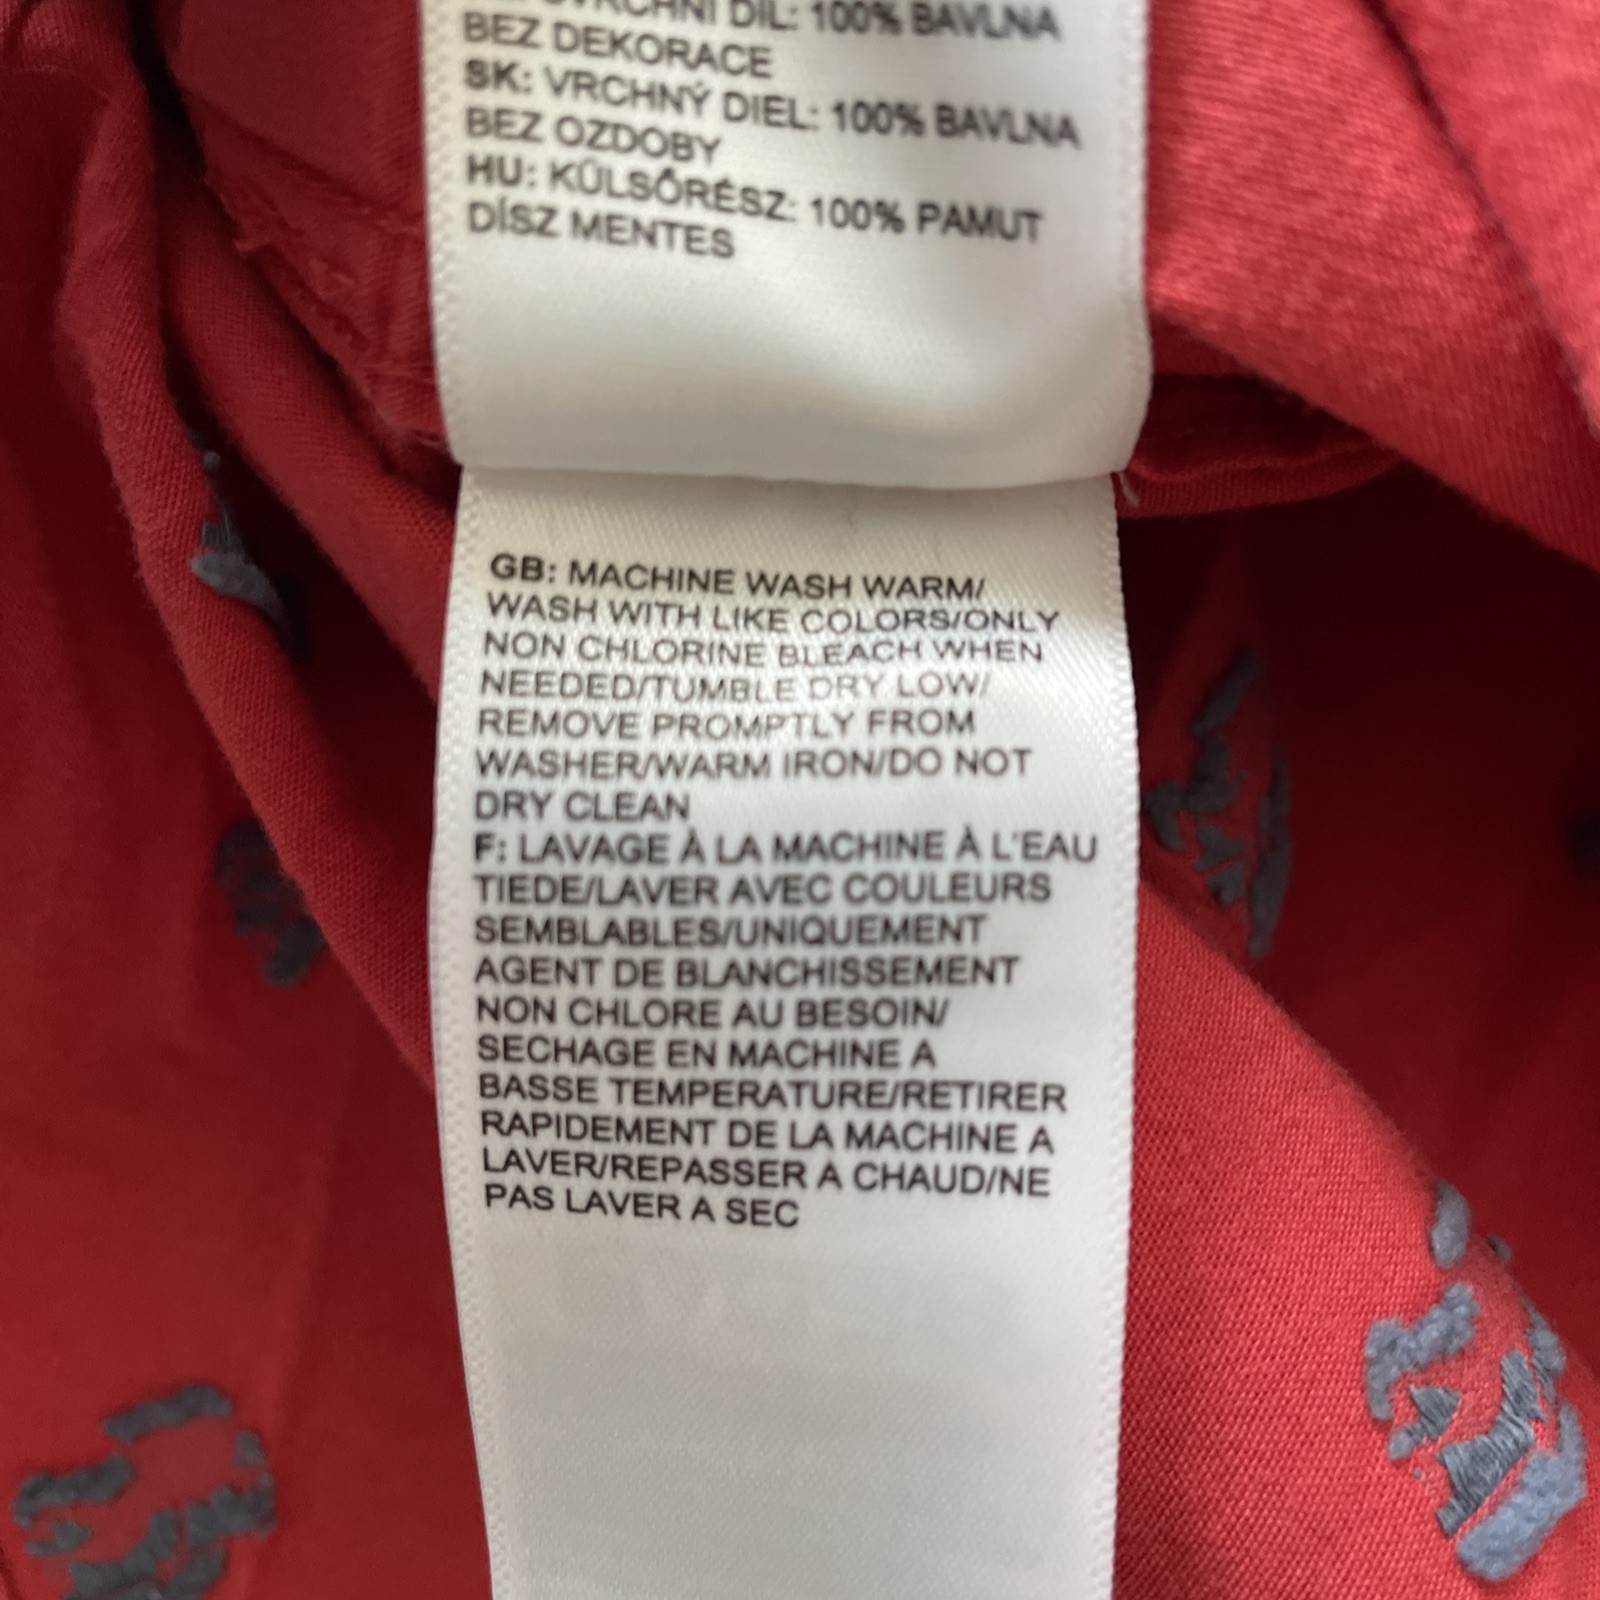 VRCHNÍ DÍL: 100% BAVLNA
BEZ DEKORACE
SK: VRCHNÝ DIEL: 100% BAVLNA
BEZ OZDOBY
HU: KÜLSŐRÉSZ: 100% PAMUT
DÍSZ MENTES
GB: MACHINE WASH WARM/
WASH WITH LIKE COLORS/ONLY
NON CHLORINE BLEACH WHEN
NEEDED/TUMBLE DRY LOW/
REMOVE PROMPTLY FROM
WASHER/WARM IRON/DO NOT
DRY CLEAN
F: LAVAGE À LA MACHINE À L'EAU
TIEDE/LAVER AVEC COULEURS
SEMBLABLES/UNIQUEMENT
AGENT DE BLANCHISSEMENT
NON CHLORE AU BESOIN/
SECHAGE EN MACHINE A
BASSE TEMPERATURE/RETIRER
RAPIDEMENT DE LA MACHINE A
LAVER/REPASSER A CHAUD/NE
PAS LAVER A SEC